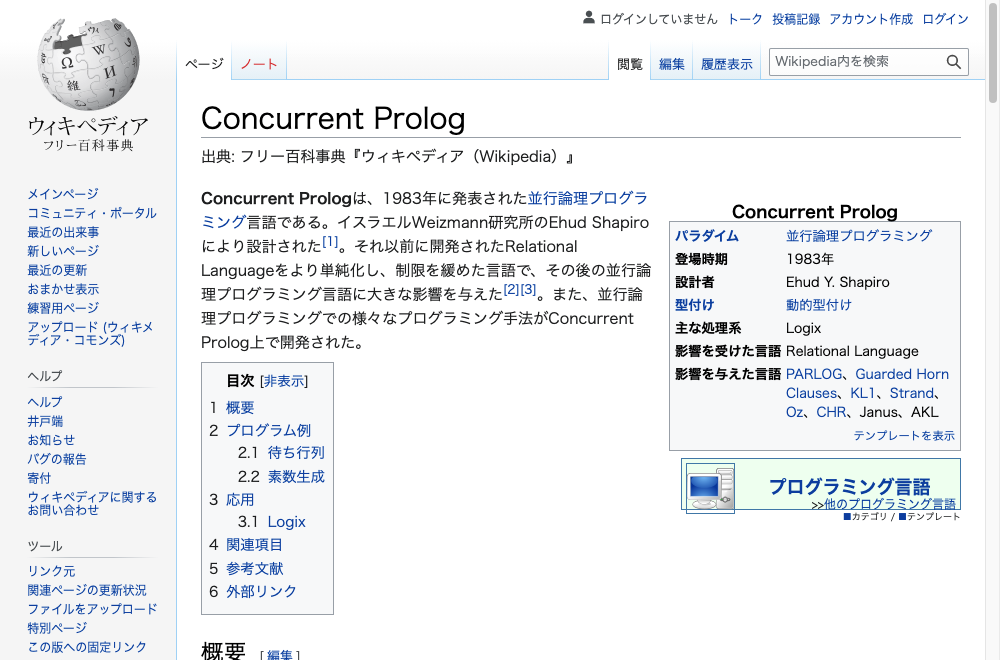 ログインしていません トーク 投稿記録 アカウント作成 ログイン
ページ ノート 閲覧 編集 履歴表示 Wikipedia内を検索
ウィキペディア
フリー百科事典
メインページ
コミュニティ・ポータル
最近の出来事
新しいページ
最近の更新
おまかせ表示
練習用ページ
アップロード (ウィキメ
ディア・コモンズ)
ヘルプ
ヘルプ
井戸端
お知らせ
バグの報告
寄付
ウィキペディアに関する
お問い合わせ
ツール
リンク元
関連ページの更新状況
ファイルをアップロード
特別ページ
この版への固定リンク
Concurrent Prolog
出典: フリー百科事典『ウィキペディア（Wikipedia）』
Concurrent Prologは、1983年に発表された並行論理プログラ
ミング言語である。イスラエルWeizmann研究所のEhud Shapiro
により設計された[1]。それ以前に開発されたRelational
Languageをより単純化し、制限を緩めた言語で、その後の並行論
理プログラミング言語に大きな影響を与えた[2][3]。また、並行論
理プログラミングでの様々なプログラミング手法がConcurrent
Prolog上で開発された。
Concurrent Prolog
パラダイム 並行論理プログラミング
登場時期 1983年
設計者 Ehud Y. Shapiro
型付け 動的型付け
主な処理系 Logix
影響を受けた言語 Relational Language
影響を与えた言語 PARLOG、Guarded Horn
Clauses、KL1、Strand、
Oz、CHR、Janus、AKL
テンプレートを表示
プログラミング言語
>>他のプログラミング言語
■カテゴリ / ■テンプレート
目次 [非表示]
1 概要
2 プログラム例
2.1 待ち行列
2.2 素数生成
3 応用
3.1 Logix
4 関連項目
5 参考文献
6 外部リンク
概要 [編集]